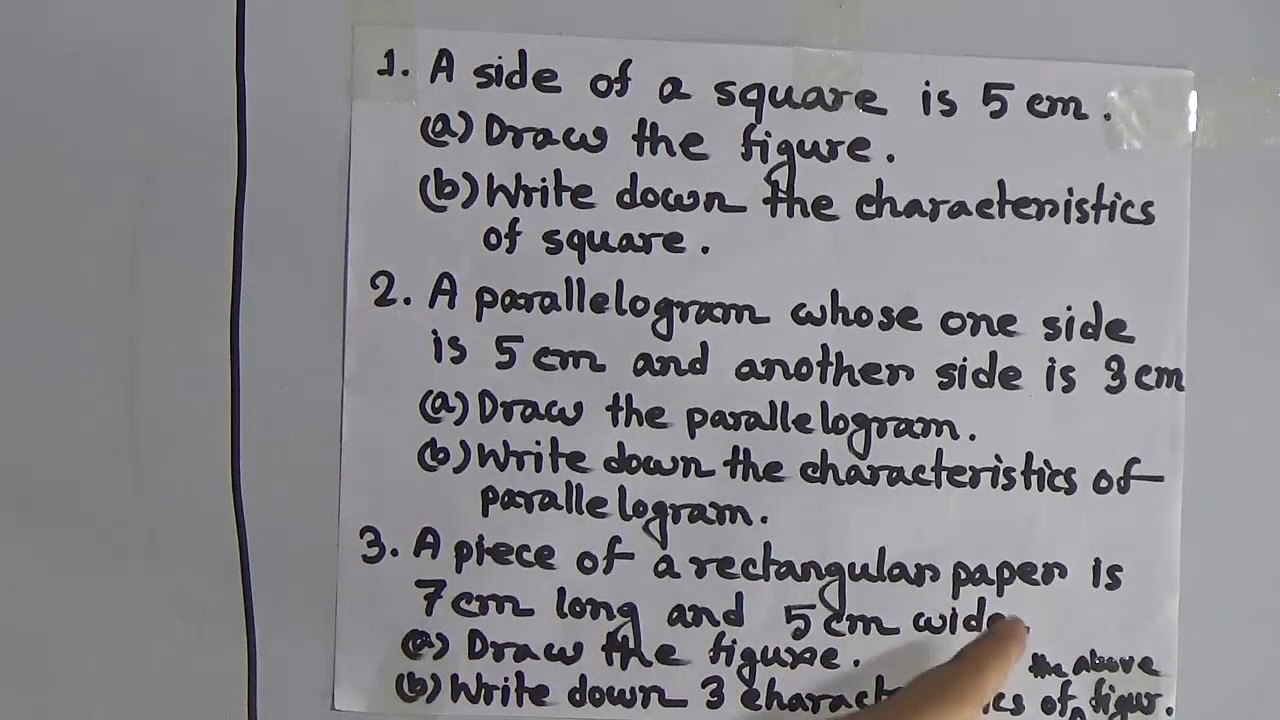 1. A side of a square is 5 cm.
(a) Draw the figure.
(b) Write down the characteristics
of square.
2. A parallelogram whose one side
is 5 cm and another side is 3 cm
(a) Draw the parallelogram.
(b) Write down the characteristics of
parallelogram.
3. A piece of a rectangular paper is
7 cm long and 5 cm wide.
(a) Draw the figure.
the above
(b) Write down 3 of figur.